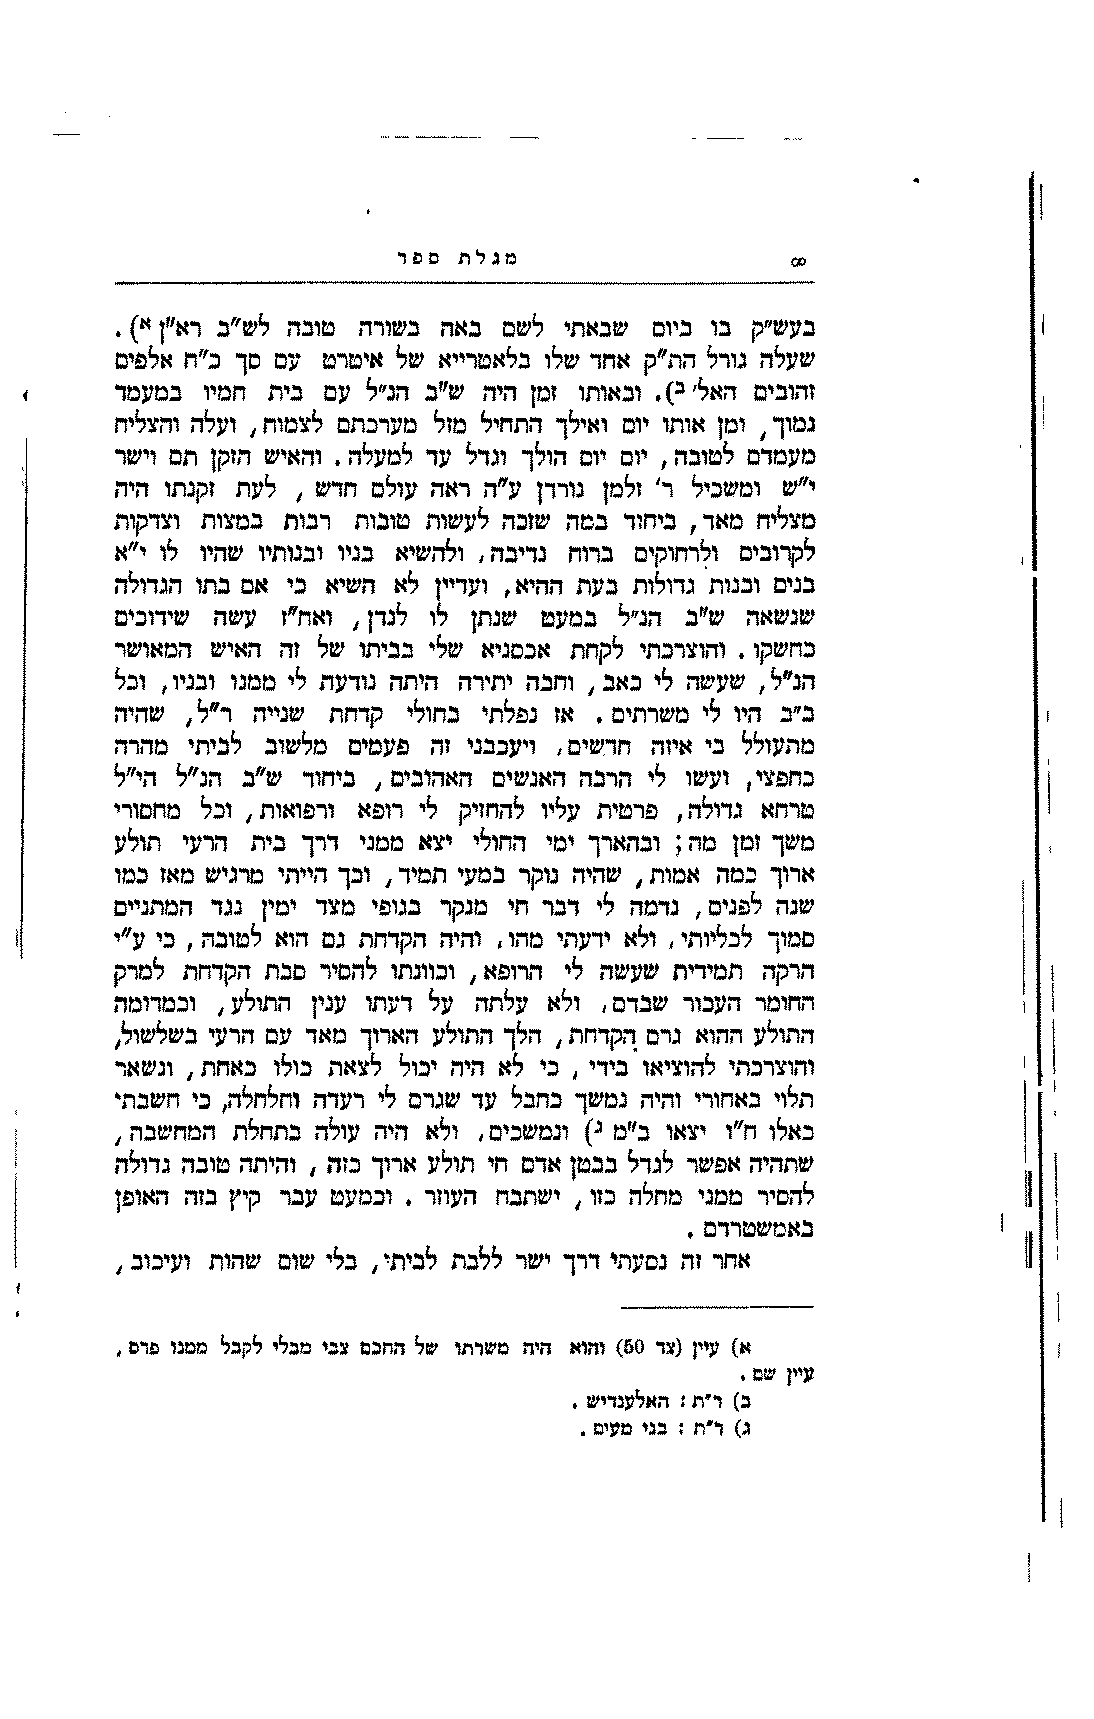 8 מגלת ספר
בעש״ק בו ביום שבאתי לשם באה בשורה טובה לש״ב רא״ן א).
שעלה גורל הת״ק אחד שלו בלאטרייא של איטרט עם סך כ״ח אלפים
זהובים האל׳ ב). ובאותו זמן היה ש״ב הנ״ל עם בית חמיו במעמד
נמוך, ומן אותו יום ואילך התחיל מזל מערכתם לצמוח, ועלה והצליח
מעמדם לטובה, יום יום הולך וגדל עד למעלה. והאיש הזקן תם וישר
י״ש ומשכיל ר׳ זלמן גורדן ע״ה ראה עולם חדש, לעת זקנתו היה
מצליח מאד, ביחוד במה שזכה לעשות טובות רבות במצות וצדקות
לקרובים ולרחוקים ברוח נדיבה, ולהשיא בניו ובנותיו שהיו לו י״א
בנים ובנות גדולות בעת ההיא, ועדיין לא השיא כי אם בתו הגדולה
שנשאה ש״ב הנ״ל במעט שנתן לו לנדן, ואח״ז עשה שידוכים
כחשקו. והוצרכתי לקחת אכסניא שלי בביתו של זה האיש המאושר
הנ״ל, שעשה לי כאב, וחבה יתירה היתה נודעת לי ממנו ובניו, וכל
ב״ב היו לי משרתים. אז נפלתי בחולי קדחת שנייה ר״ל, שהיה
מתעולל בי איזה חדשים, ויעכבני זה פעמים מלשוב לביתי מהרה
כחפצי, ועשו לי הרבה האנשים האהובים, ביחוד ש״ב הנ״ל הי״ל
טרחא גדולה, פרטית עליו להחזיק לי רופא ורפואות, וכל מחסורי
משך זמן מה; ובהארך ימי החולי יצא ממני דרך בית הרעי תולע
ארוך כמה אמות, שהיה נוקר במעי תמיד, וכך הייתי מרגיש מאז כמו
שנה לפנים, נדמה לי דבר חי מנקר בגופי מצד ימין נגד המתניים
סמוך לכליותי, ולא ידעתי מהו, והיה הקדחת גם הוא לטובה, כי ע״י
הרקה תמידית שעשה לי הרופא, וכוונתו להסיר סבת הקדחת למרק
החומר העכור שבדם, ולא עלתה על דעתו ענין התולע, וכמדומה
התולע ההוא גרם הקדחת, הלך התולע הארוך מאד עם הרעי בשלשול,
והוצרכתי להוציאו בידי, כי לא היה יכול לצאת כולו כאחת, ונשאר
תלוי באחורי והיה נמשך כחבל עד שגרם לי רעדה וחלחלה, כי חשבתי
כאלו ח״ו יצאו ב״מ ג) ונמשכים, ולא היה עולה בתחלת המחשבה,
שתהיה אפשר לגדל בבטן אדם חי תולע ארוך כזה, והיתה טובה גדולה
להסיר ממני מחלה כזו, ישתבח העוזר. וכמעט עבר קיץ בזה האופן
באמשטרדם.
אחר זה נסעתי דרך ישר ללכת לביתי, בלי שום שהות ועיכוב,
א) עיין (צד 50) והוא היה משרתו של החכם צבי מבלי לקבל ממנו פרס,
עיין שם.
ב) ר״ת: האלענדיש.
ג) ר״ת: בני מעים.